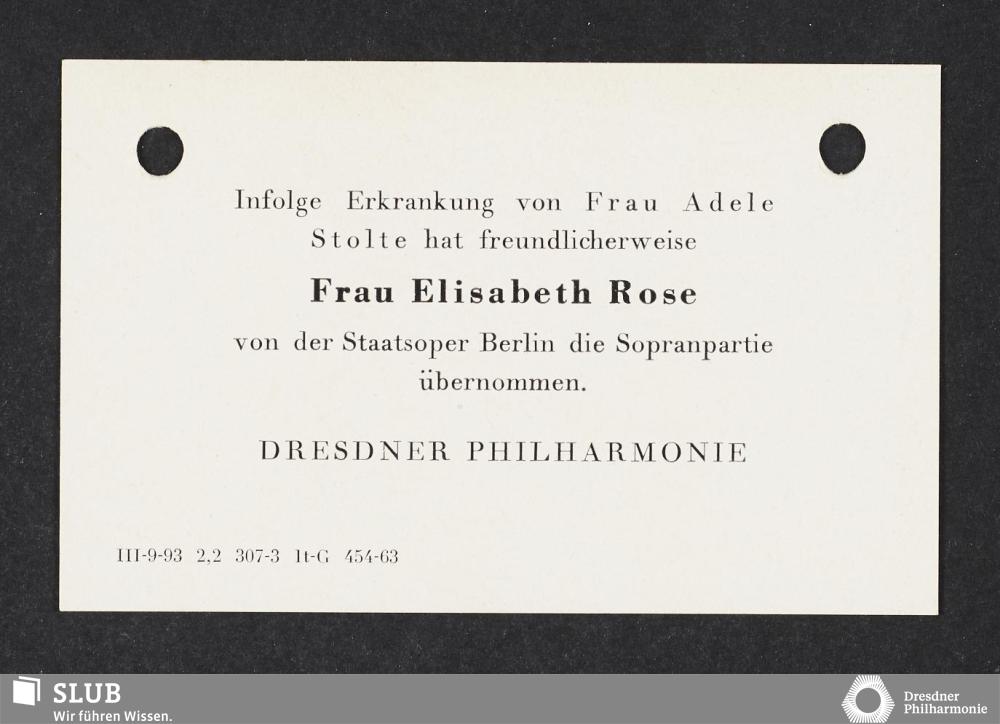 Infolge Erkrankung von Frau Adele
Stolte hat freundlicherweise
Frau Elisabeth Rose
von der Staatsoper Berlin die Sopranpartie
übernommen.
DRESDNER PHILHARMONIE
III-9-93 2,2 307-3 It-G 454-63
SLUB
Wir führen Wissen.
Dresdner
Philharmonie